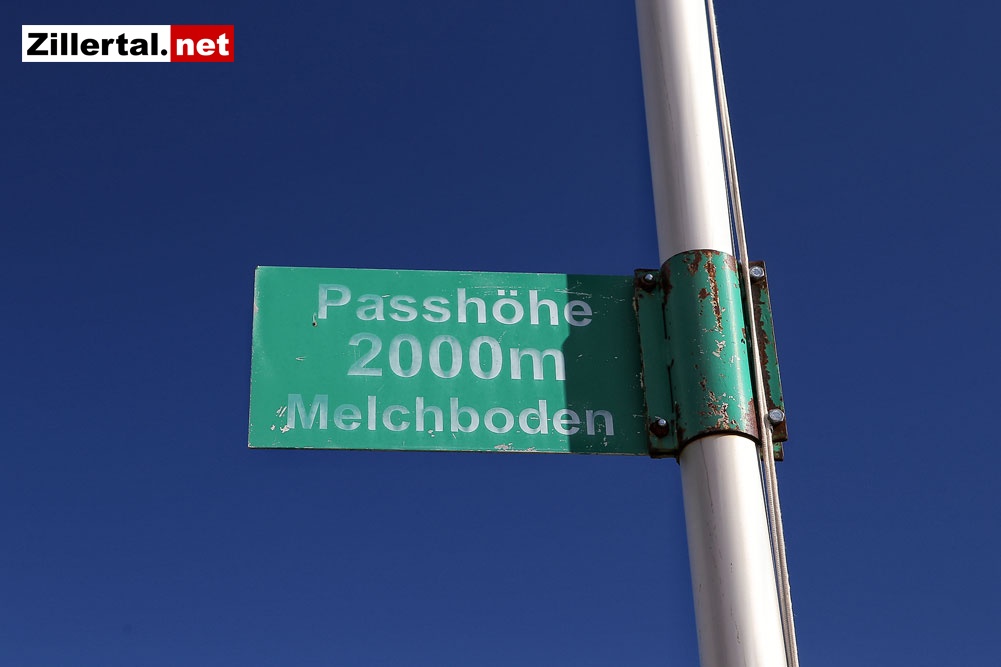 Zillertal.net
Passhöhe
2000m
Melchboden